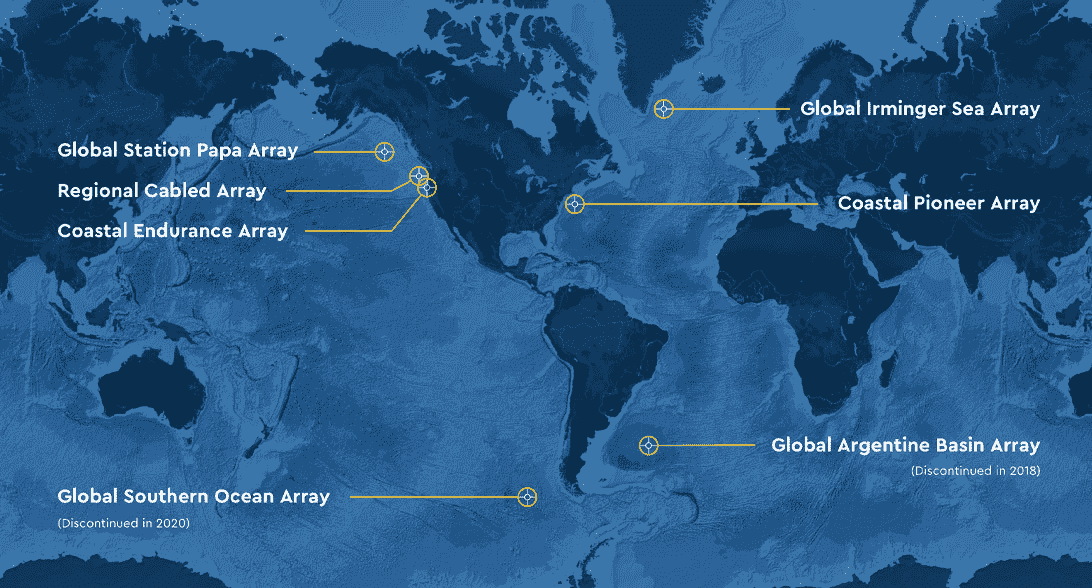 Global Irminger Sea Array
Global Station Papa Array
Regional Cabled Array
Coastal Pioneer Array
Coastal Endurance Array
Global Argentine Basin Array
(Discontinued in 2018)
Global Southern Ocean Array
(Discontinued in 2020)